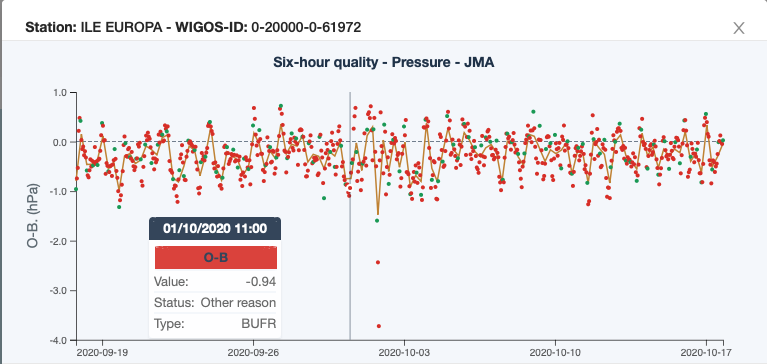 Station: ILE EUROPA - WIGOS-ID: 0-20000-0-61972
X
Six-hour quality - Pressure - JMA
O-B. (hPa)
1.0
0.0
-1.0
-2.0
-3.0
-4.0
01/10/2020 11:00
O-B
Value: -0.94
Status: Other reason
Type: BUFR
2020-09-19 2020-09-26 2020-10-03 2020-10-10 2020-10-17